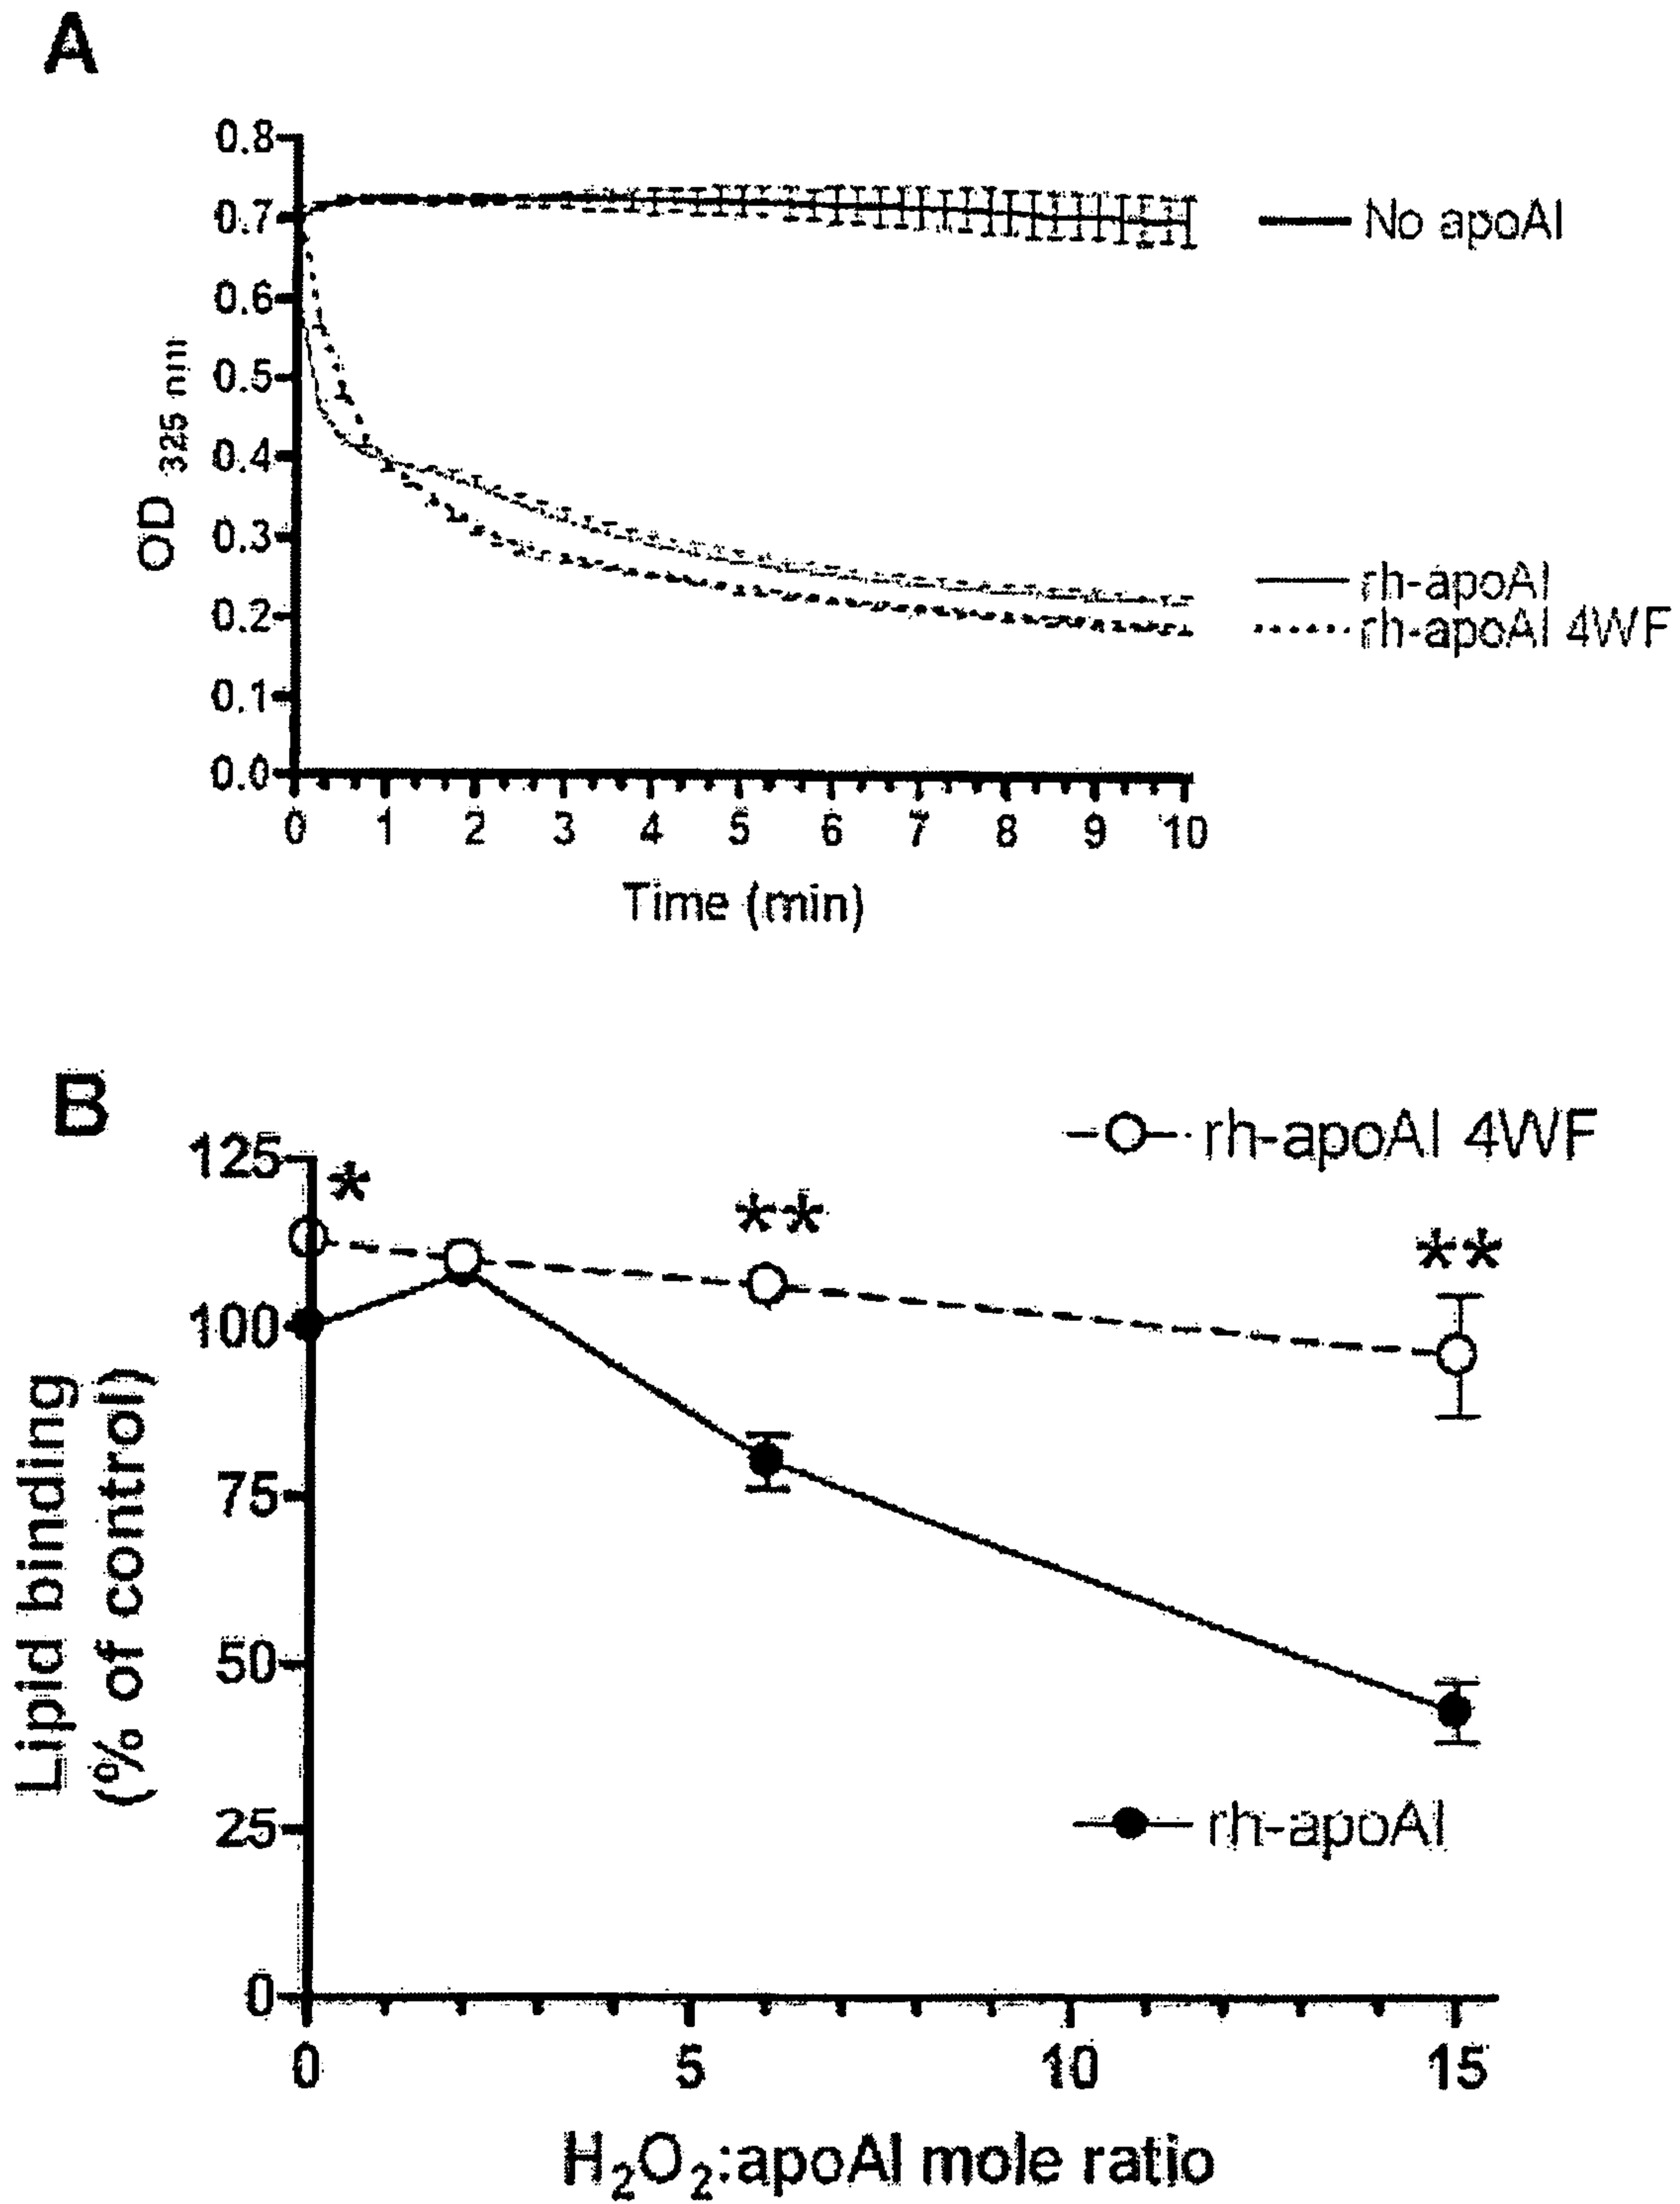 A
0.8
0.7
0.6
0.5
0.4
0.3
0.2
0.1
0.0
OD 325 nm
No apoAI
rh-apoAI
rh-apoAI 4WF
0 1 2 3 4 5 6 7 8 9 10
Time (min)
B
rh-apoAI 4WF
125
100
75
50
25
0
* ** **
Lipid binding
(% of control)
rh-apoAI
0 5 10 15
H₂O₂:apoAI mole ratio